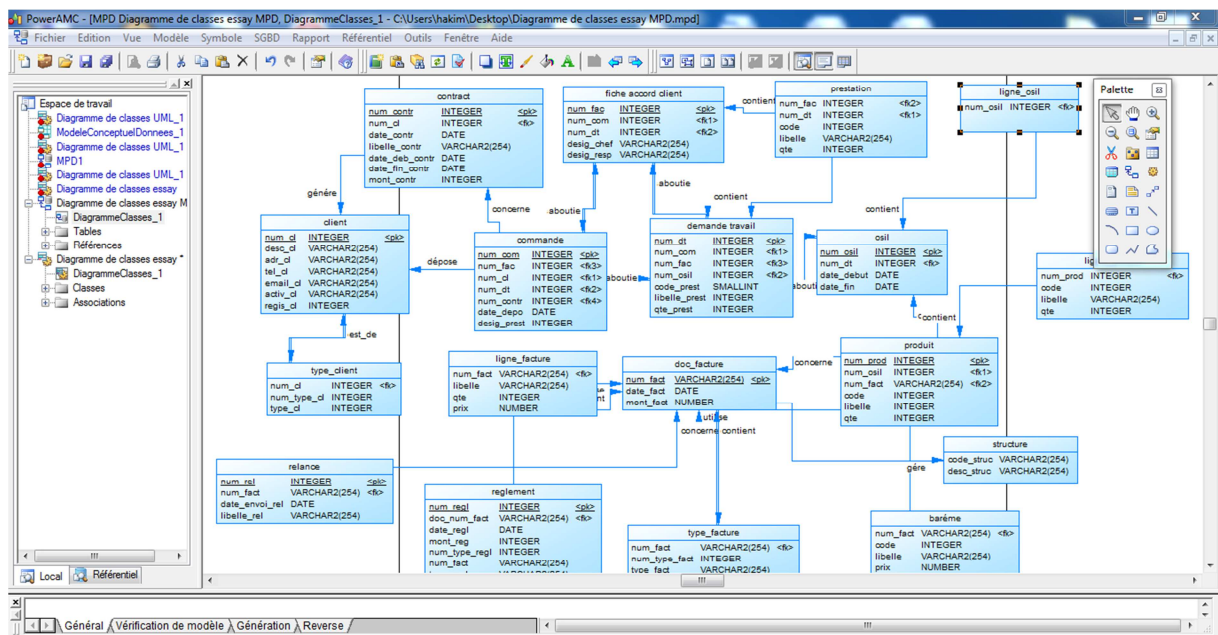 PowerAMC - [MPD Diagramme de classes essay MPD, DiagrammeClasses_1 - C:\Users\hakim\Desktop\Diagramme de classes essay MPD.mpd]
Fichier Edition Vue Modèle Symbole SGBD Rapport Référentiel Outils Fenêtre Aide
Espace de travail
Diagramme de classes UML_1
ModeleConceptuelDonnees_1
Diagramme de classes UML_1
MPD1
Diagramme de classes UML_1
Diagramme de classes essay
Diagramme de classes essay M
DiagrammeClasses_1
Tables
Références
Diagramme de classes essay *
DiagrammeClasses_1
Classes
Associations
Local Référentiel
contract
num_contr INTEGER <pk>
num_cl INTEGER <fk>
date_contr DATE
libelle_contr VARCHAR2(254)
date_deb_contr DATE
date_fin_contr DATE
mont_contr INTEGER
fiche accord client
num_fac INTEGER <pk>
num_com INTEGER <fk1>
num_dt INTEGER <fk2>
desig_chef VARCHAR2(254)
desig_resp VARCHAR2(254)
contient
prestation
num_fac INTEGER <fk2>
num_dt INTEGER <fk1>
code INTEGER
libelle VARCHAR2(254)
qte INTEGER
ligne_osil
num_osil INTEGER <fk>
Palette
génére
concerne
aboutie
aboutie
contient
contient
client
num_cl INTEGER <pk>
desc_cl VARCHAR2(254)
adr_cl VARCHAR2(254)
tel_cl VARCHAR2(254)
email_cl VARCHAR2(254)
activ_cl VARCHAR2(254)
regis_cl INTEGER
dépose
commande
num_com INTEGER <pk>
num_fac INTEGER <fk3>
num_cl INTEGER <fk1>
num_dt INTEGER <fk2>
num_contr INTEGER <fk4>
date_depo DATE
desig_prest INTEGER
aboutie
demande travail
num_dt INTEGER <pk>
num_com INTEGER <fk1>
num_fac INTEGER <fk3>
num_osil INTEGER <fk2>
code_prest SMALLINT
libelle_prest INTEGER
qte_prest INTEGER
osil
num_osil INTEGER <pk>
num_dt INTEGER <fk>
date_debut DATE
date_fin DATE
num_prod INTEGER <fk>
code INTEGER
libelle VARCHAR2(254)
qte INTEGER
est_de
contient
type_client
num_cl INTEGER <fk>
num_type_cl INTEGER
type_cl INTEGER
ligne_facture
num_fact VARCHAR2(254) <fk>
libelle VARCHAR2(254)
qte INTEGER
prix NUMBER
doc_facture
num_fact VARCHAR2(254) <pk>
date_fact DATE
mont_fact NUMBER
concerne
produit
num_prod INTEGER <pk>
num_osil INTEGER <fk1>
num_fact VARCHAR2(254) <fk2>
code INTEGER
libelle INTEGER
qte INTEGER
utilise
concerne contient
structure
code_struc VARCHAR2(254)
desc_struc VARCHAR2(254)
gére
relance
num_rel INTEGER <pk>
num_fact VARCHAR2(254) <fk>
date_envoi_rel DATE
libelle_rel VARCHAR2(254)
reglement
num_regl INTEGER <pk>
doc_num_fact VARCHAR2(254) <fk>
date_regl DATE
mont_reg INTEGER
num_type_regl INTEGER
num_fact VARCHAR2(254)
type_facture
num_fact VARCHAR2(254) <fk>
num_type_fact INTEGER
type_fact VARCHAR2(254)
baréme
num_fact VARCHAR2(254) <fk>
code INTEGER
libelle VARCHAR2(254)
prix NUMBER
Général Vérification de modèle Génération Reverse